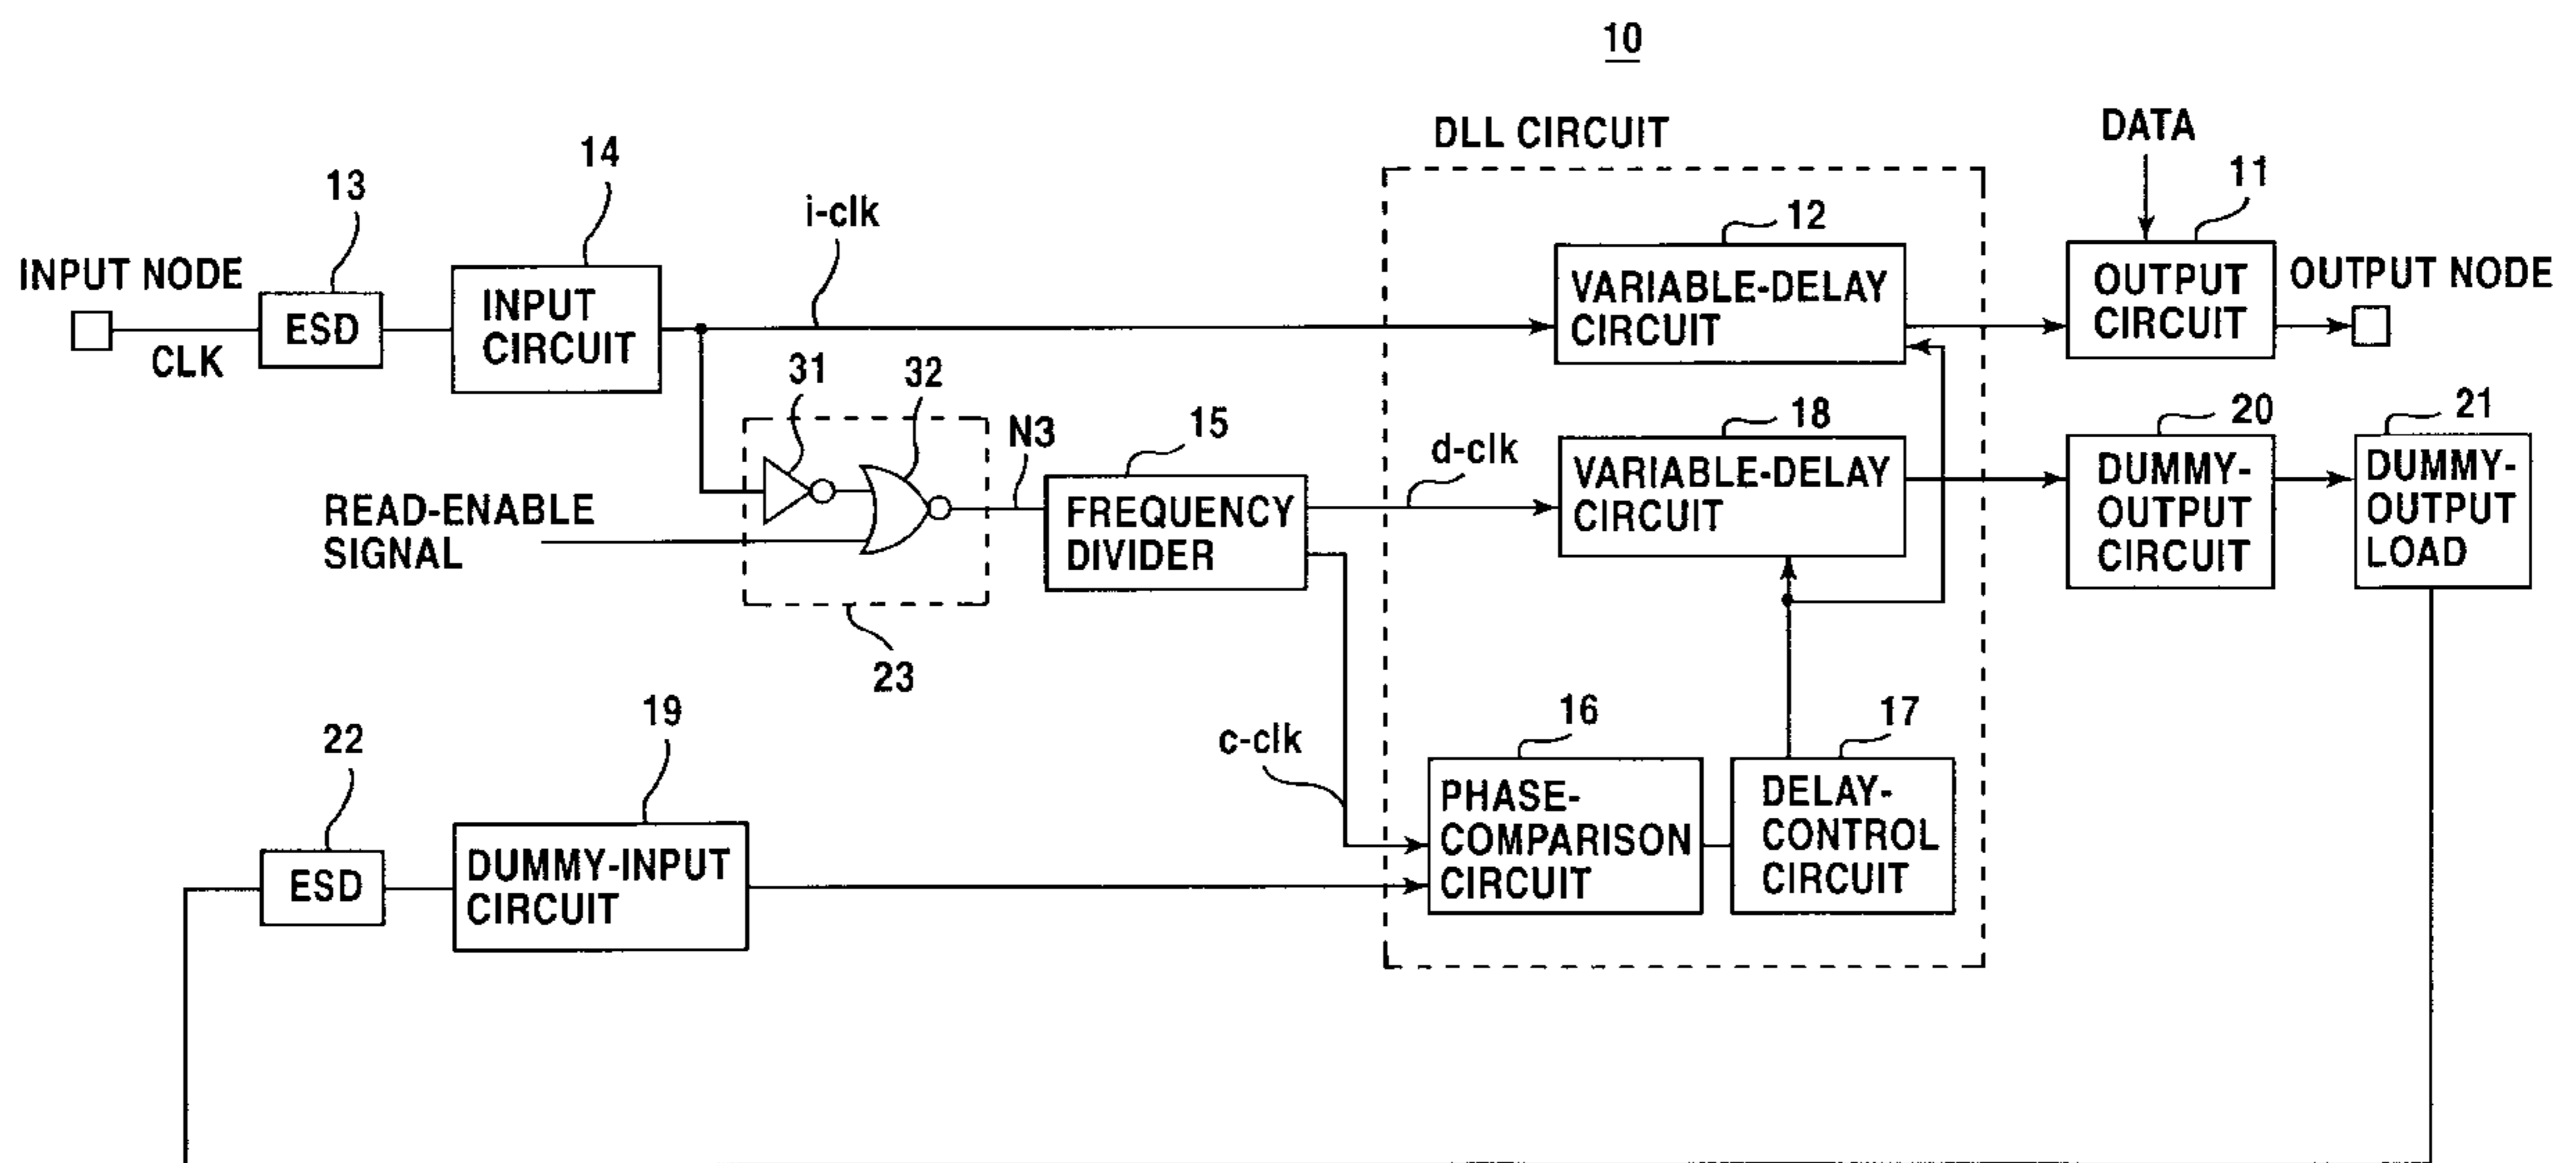 10
DLL CIRCUIT
DATA
14
11
13
i-clk
12
INPUT NODE
ESD
INPUT
CIRCUIT
VARIABLE-DELAY
CIRCUIT
OUTPUT
CIRCUIT
OUTPUT NODE
CLK
31
32
N3
15
18
20
21
d-clk
READ-ENABLE
SIGNAL
FREQUENCY
DIVIDER
VARIABLE-DELAY
CIRCUIT
DUMMY-
OUTPUT
CIRCUIT
DUMMY-
OUTPUT
LOAD
23
22
19
c-clk
16
17
ESD
DUMMY-INPUT
CIRCUIT
PHASE-
COMPARISON
CIRCUIT
DELAY-
CONTROL
CIRCUIT